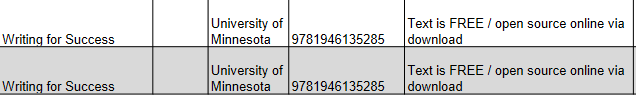 Writing for Success University of Minnesota 9781946135285 Text is FREE / open source online via download
Writing for Success University of Minnesota 9781946135285 Text is FREE / open source online via download